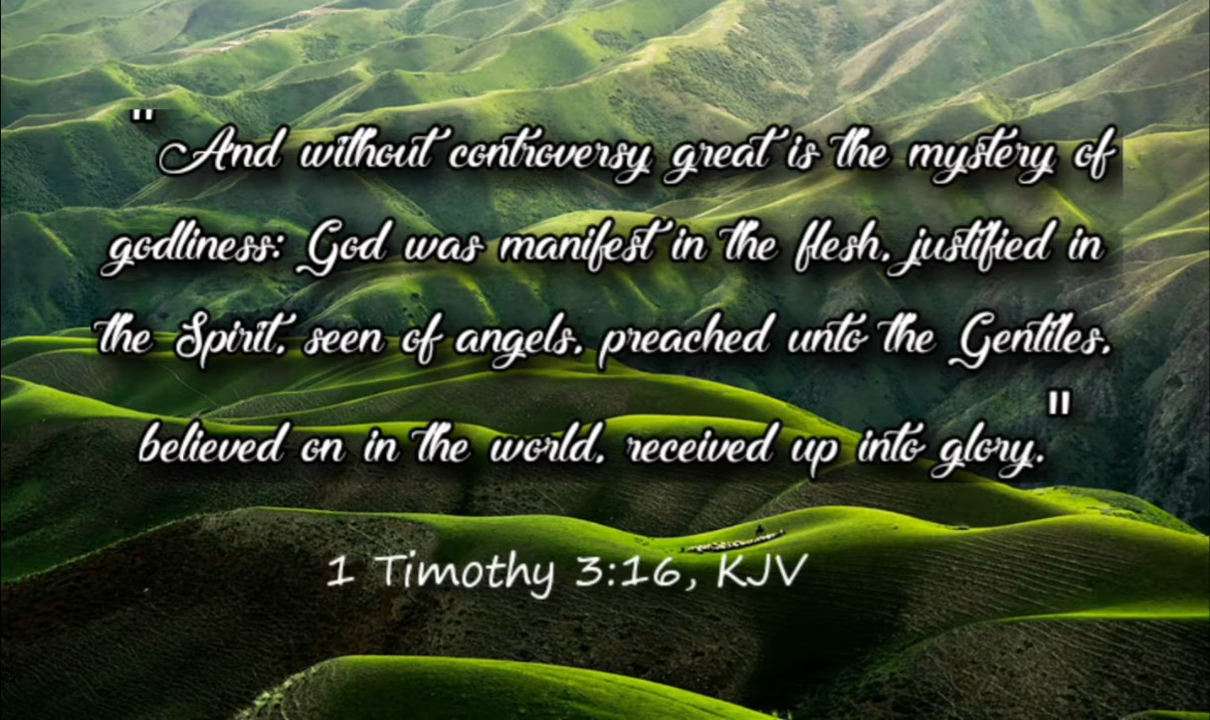 "And without controversy great is the mystery of
godliness: God was manifest in the flesh, justified in
the Spirit, seen of angels, preached unto the Gentiles,
believed on in the world, received up into glory."
1 Timothy 3:16, KJV